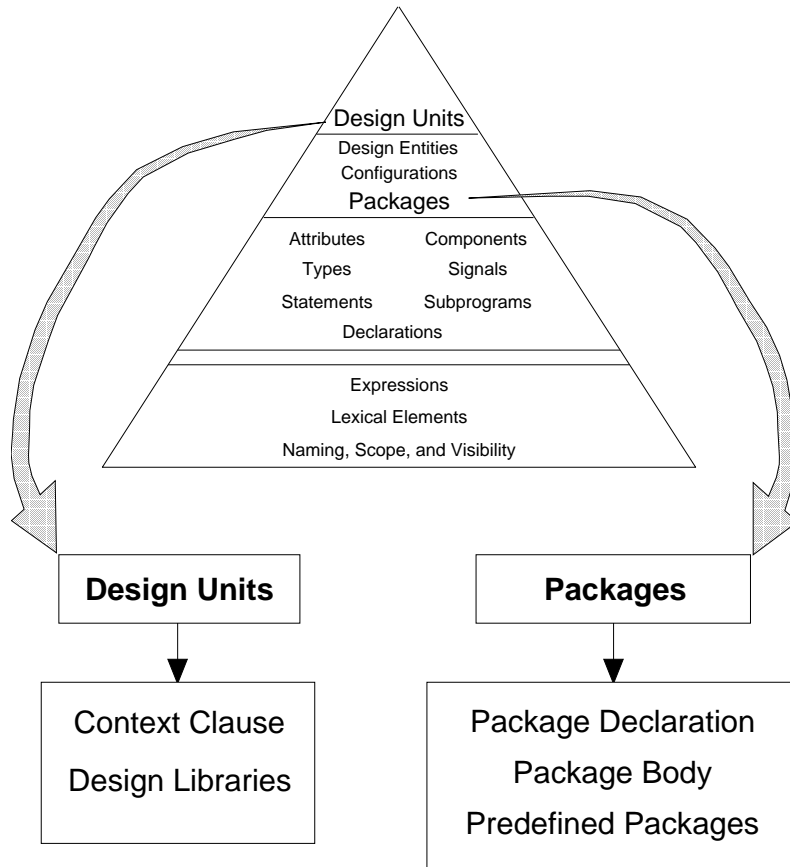 Design Units
Design Entities
Configurations
Packages
Attributes Components
Types Signals
Statements Subprograms
Declarations
Expressions
Lexical Elements
Naming, Scope, and Visibility
Design Units
Packages
Context Clause
Design Libraries
Package Declaration
Package Body
Predefined Packages